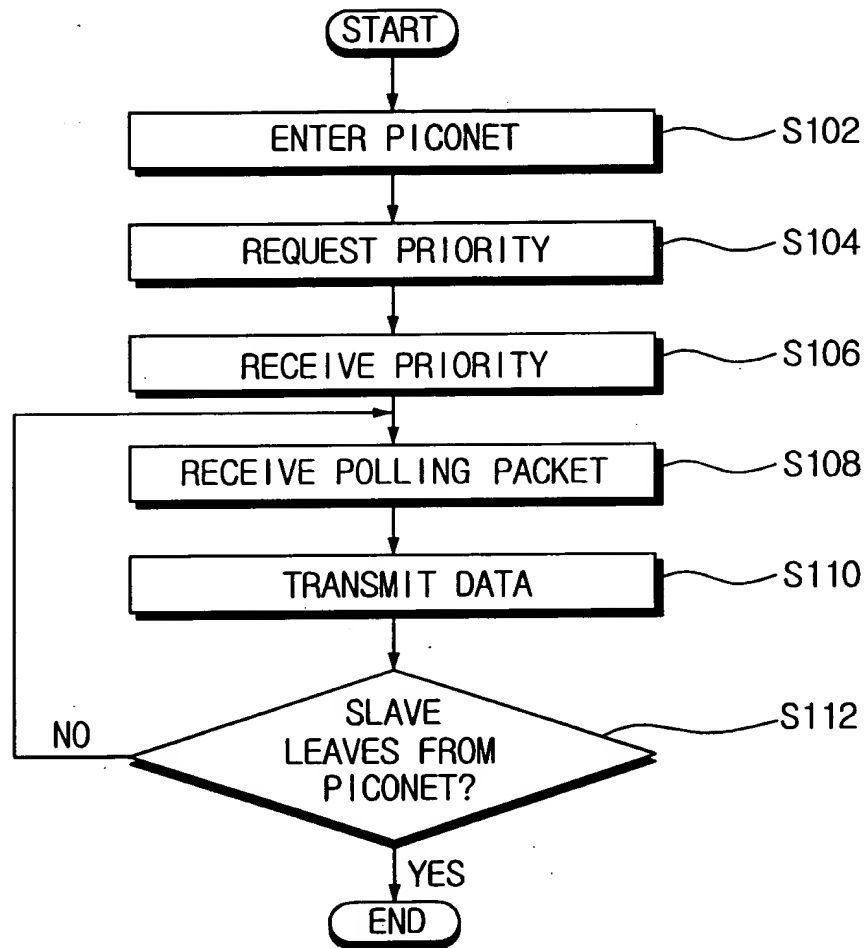 START
ENTER PICONET
S102
REQUEST PRIORITY
S104
RECEIVE PRIORITY
S106
RECEIVE POLLING PACKET
S108
TRANSMIT DATA
S110
SLAVE
LEAVES FROM
PICONET?
S112
NO
YES
END